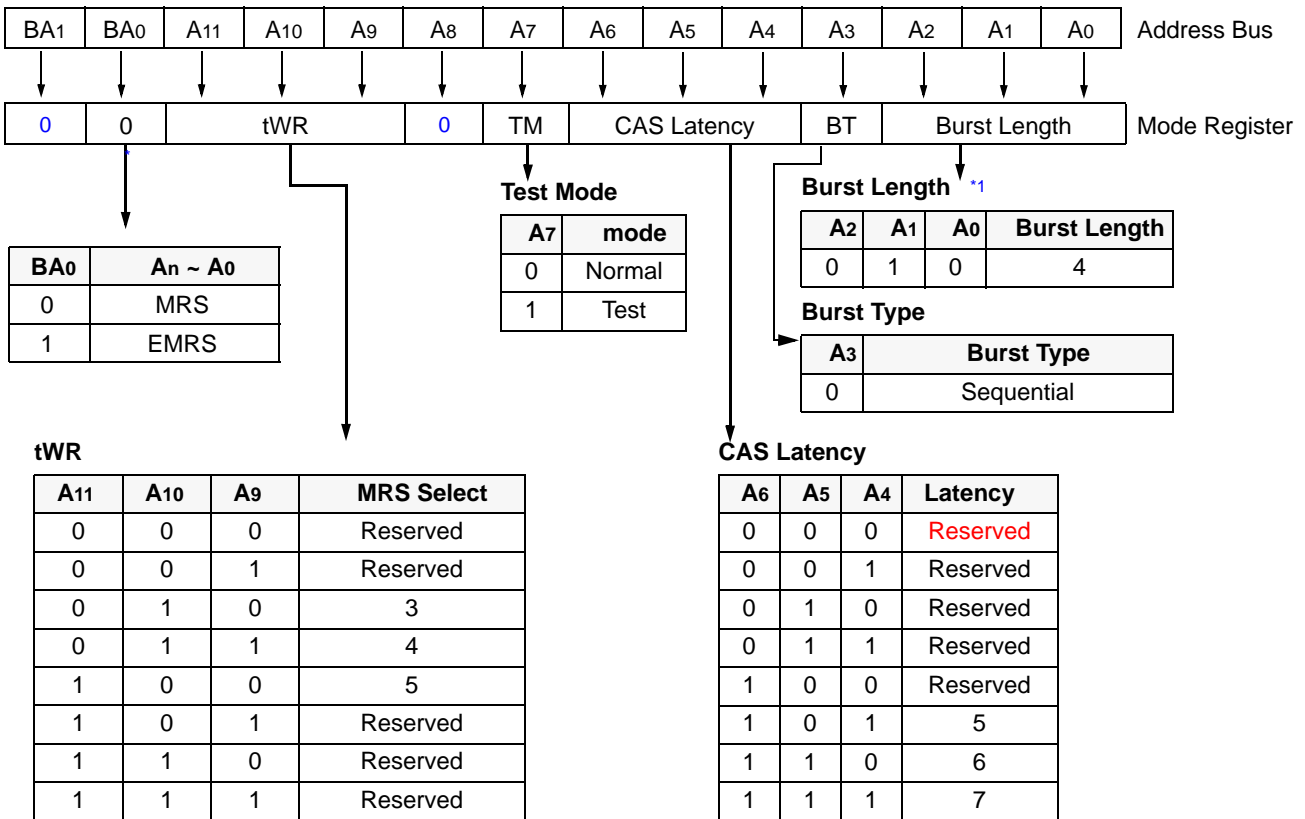 BA1 BA0 A11 A10 A9 A8 A7 A6 A5 A4 A3 A2 A1 A0 Address Bus
0 0 tWR 0 TM CAS Latency BT Burst Length Mode Register
*
Test Mode
A7 mode
0 Normal
1 Test
Burst Length *1
A2 A1 A0 Burst Length
0 1 0 4
BA0 An ~ A0
0 MRS
1 EMRS
Burst Type
A3 Burst Type
0 Sequential
tWR
A11 A10 A9 MRS Select
0 0 0 Reserved
0 0 1 Reserved
0 1 0 3
0 1 1 4
1 0 0 5
1 0 1 Reserved
1 1 0 Reserved
1 1 1 Reserved
CAS Latency
A6 A5 A4 Latency
0 0 0 Reserved
0 0 1 Reserved
0 1 0 Reserved
0 1 1 Reserved
1 0 0 Reserved
1 0 1 5
1 1 0 6
1 1 1 7